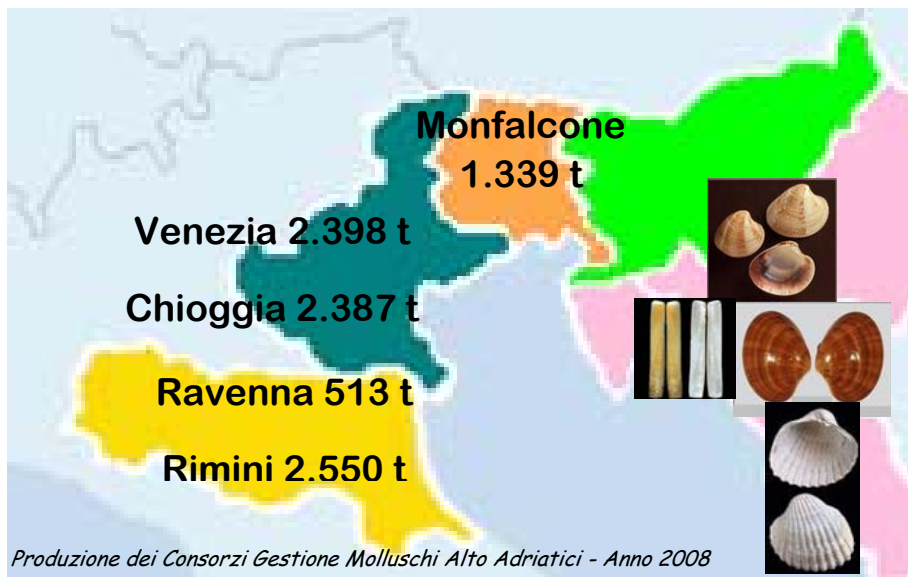 Monfalcone
1.339 t
Venezia 2.398 t
Chioggia 2.387 t
Ravenna 513 t
Rimini 2.550 t
Produzione dei Consorzi Gestione Molluschi Alto Adriatici - Anno 2008